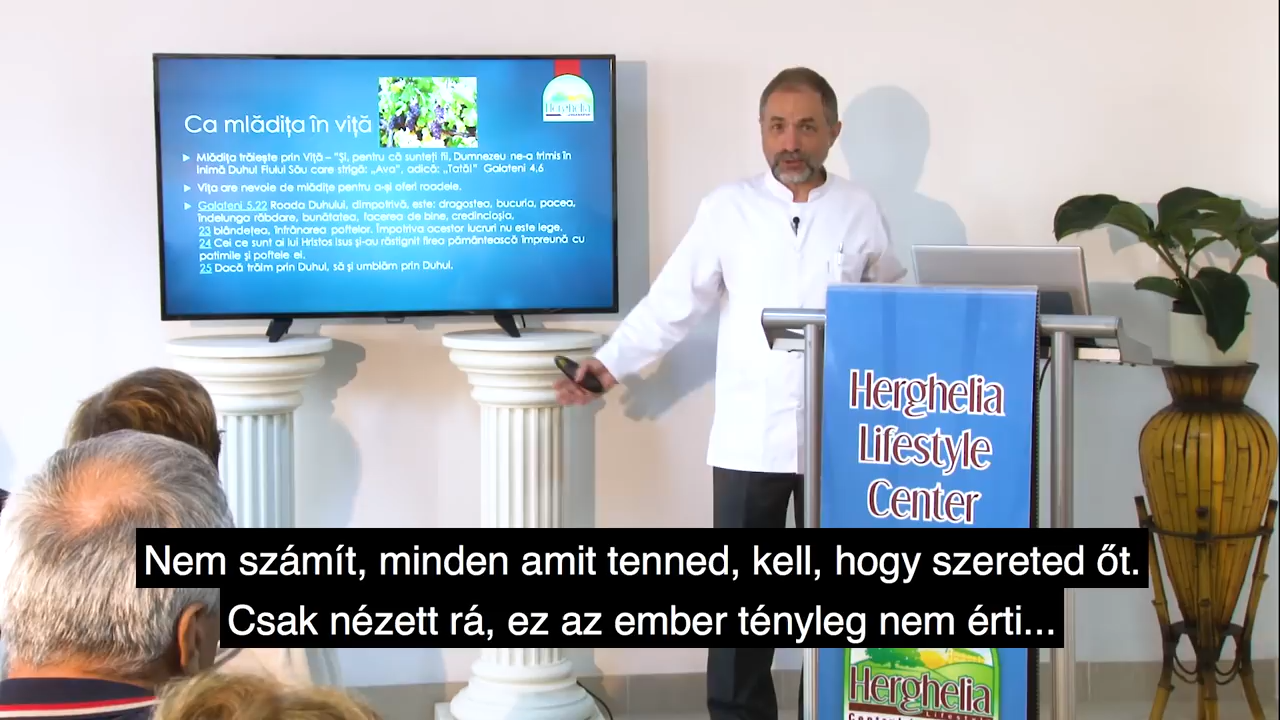 Ca mlădița în viță
Herghelia
Mlădița trăiește prin Viță – "Și, pentru că sunteți fii, Dumnezeu ne-a trimis în
inimă Duhul Fiului Său care strigă: „Ava”, adică: „Tată!” Galateni 4,6
Vița are nevoie de mlădițe pentru a-și oferi roadele.
Galateni 5.22 Roada Duhului, dimpotrivă, este: dragostea, bucuria, pacea,
îndelunga răbdare, bunătatea, facerea de bine, credincioșia,
23 blândețea, înfrânarea poftelor. Împotriva acestor lucruri nu este lege.
24 Cei ce sunt ai lui Hristos Isus și-au răstignit firea pământească împreună cu
patimile și poftele ei.
25 Dacă trăim prin Duhul, să și umblăm prin Duhul.
Herghelia
Lifestyle
Center
Nem számít, minden amit tenned, kell, hogy szereted őt.
Csak nézett rá, ez az ember tényleg nem érti...
Herghelia